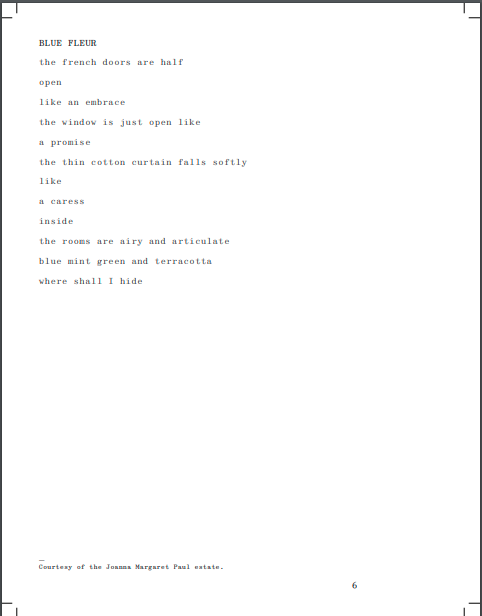 BLUE FLEUR
the french doors are half
open
like an embrace
the window is just open like
a promise
the thin cotton curtain falls softly
like
a caress
inside
the rooms are airy and articulate
blue mint green and terracotta
where shall I hide
—
Courtesy of the Joanna Margaret Paul estate.
6